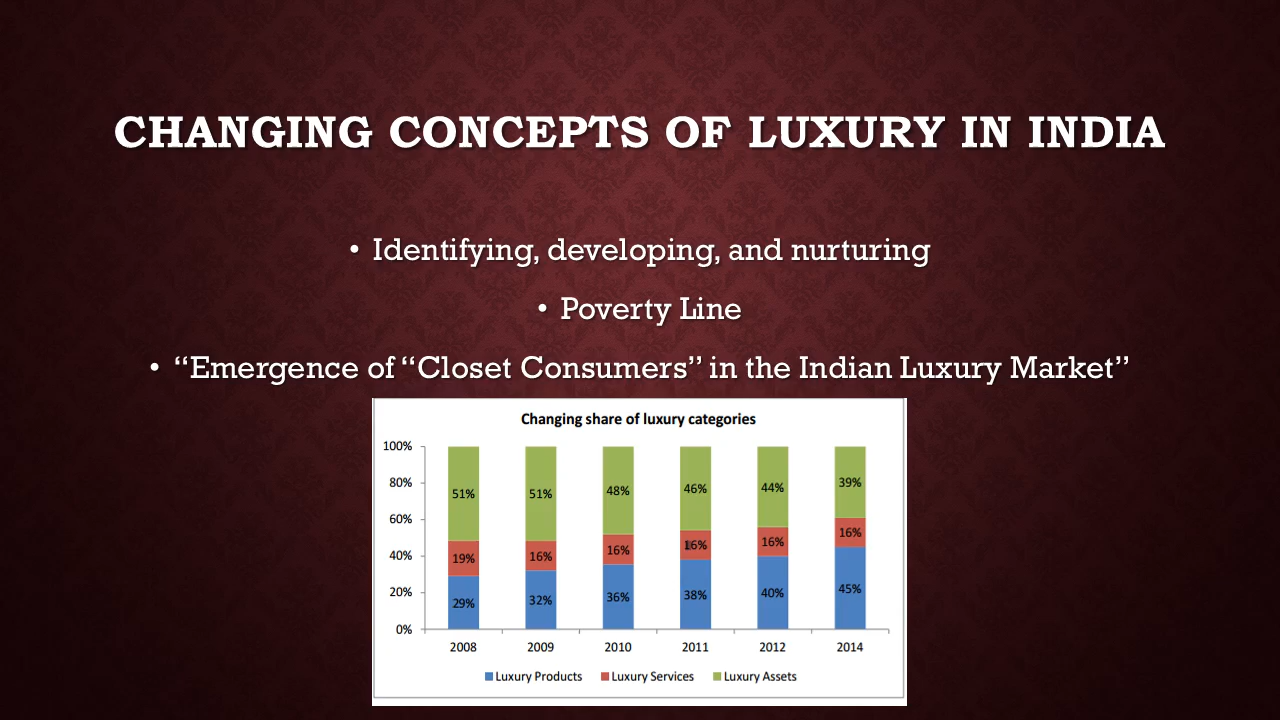 CHANGING CONCEPTS OF LUXURY IN INDIA
• Identifying, developing, and nurturing
• Poverty Line
• “Emergence of “Closet Consumers” in the Indian Luxury Market”
Changing share of luxury categories
100%
80%
60%
40%
20%
0%
51% 51% 48% 46% 44% 39%
19% 16% 16% 16% 16% 16%
29% 32% 36% 38% 40% 45%
2008 2009 2010 2011 2012 2014
Luxury Products Luxury Services Luxury Assets